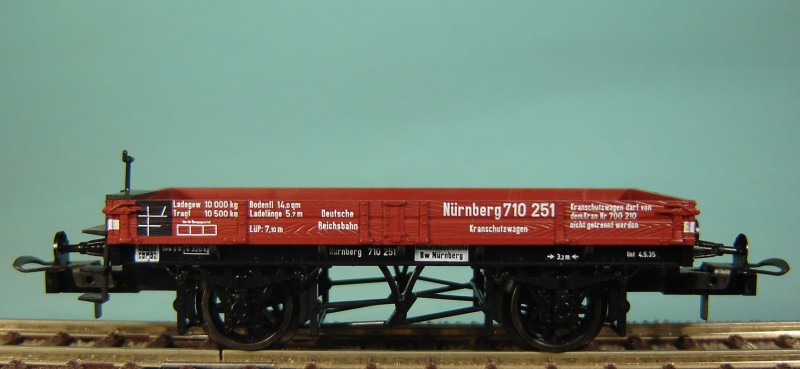 Ladegew 10 000 kg
Tragf 10 500 kg
Bodenfl 14,0 qm
Ladelänge 5,7 m
LüP: 7,10 m
Deutsche
Reichsbahn
Nürnberg 710 251
Kranschutzwagen
Kranschutzwagen darf von
dem Kran Nr 700 210
nicht getrennt werden
Nürnberg 710 251
Bw Nürnberg
3,2 m
Unt 4.9.35